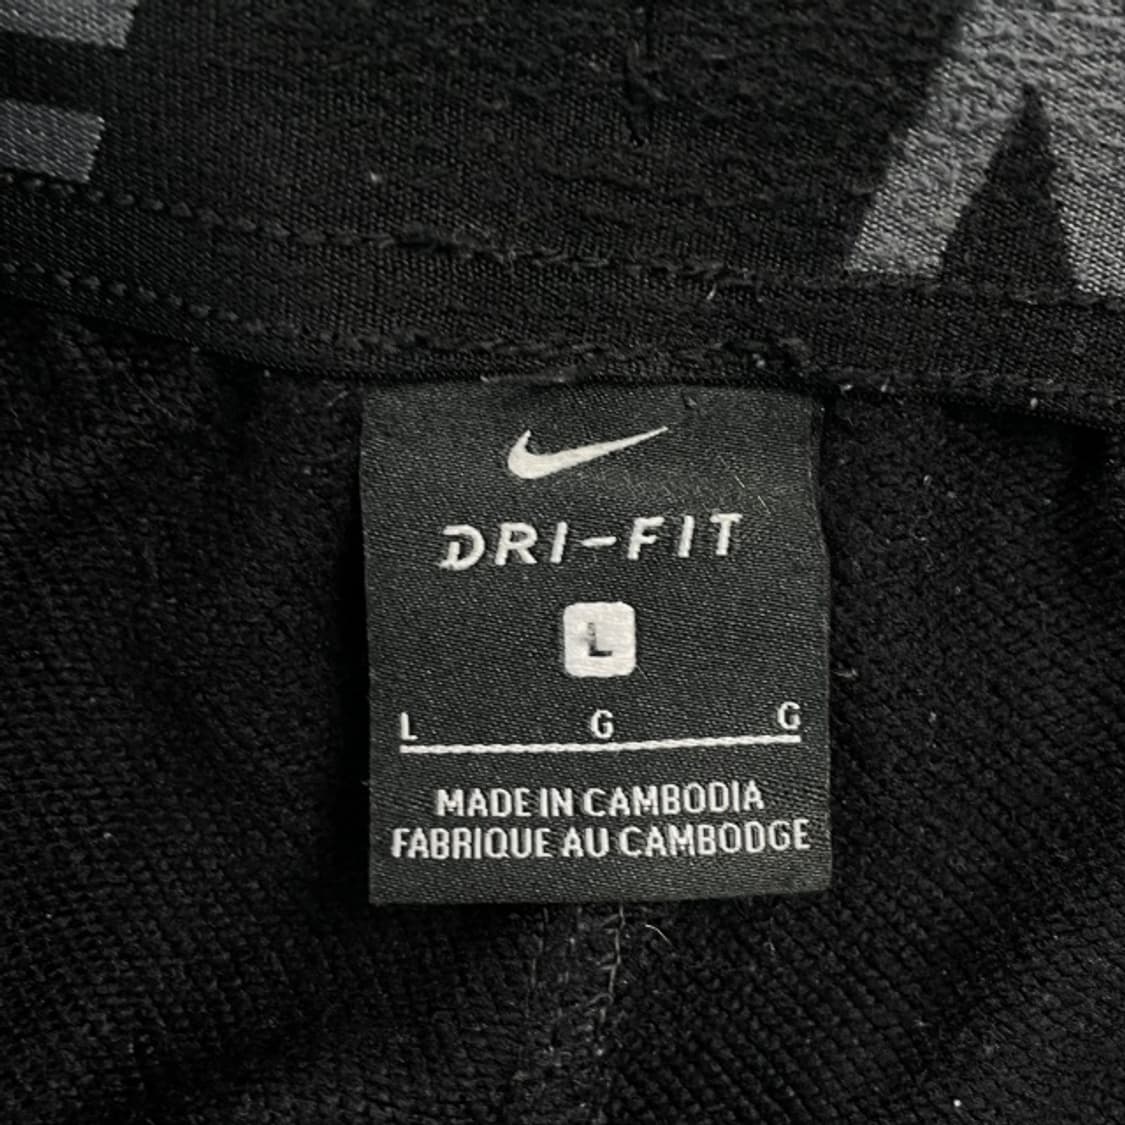 DRI-FIT
L
L G G
MADE IN CAMBODIA
FABRIQUE AU CAMBODGE